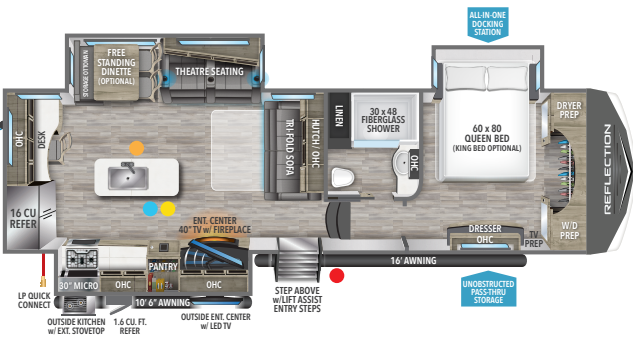 ALL-IN-ONE
DOCKING
STATION
FREE
STANDING
DINETTE
(OPTIONAL)
THEATRE SEATING
OHC
DESK
TRI-FOLD SOFA
HUTCH / OHC
LINEN
30 x 48
FIBERGLASS
SHOWER
OHC
60 x 80
QUEEN BED
(KING BED OPTIONAL)
DRYER
PREP
REFLECTION
16 CU
REFER
ENT. CENTER
40" TV w/ FIREPLACE
W/D
PREP
DRESSER
OHC
TV
PREP
PANTRY
30" MICRO
OHC
OHC
16' AWNING
LP QUICK
CONNECT
10' 6" AWNING
STEP ABOVE
w/LIFT ASSIST
ENTRY STEPS
UNOBSTRUCTED
PASS-THRU
STORAGE
OUTSIDE KITCHEN
w/ EXT. STOVETOP
1.6 CU. FT.
REFER
OUTSIDE ENT. CENTER
w/ LED TV